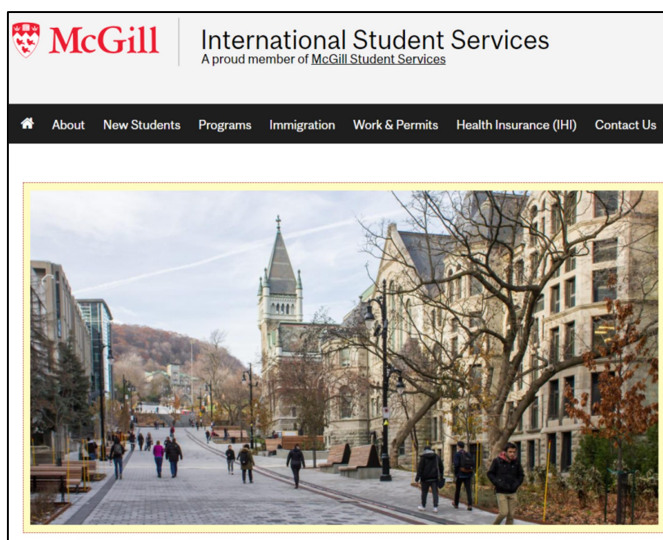 McGill
International Student Services
A proud member of McGill Student Services
About New Students Programs Immigration Work & Permits Health Insurance (IHI) Contact Us